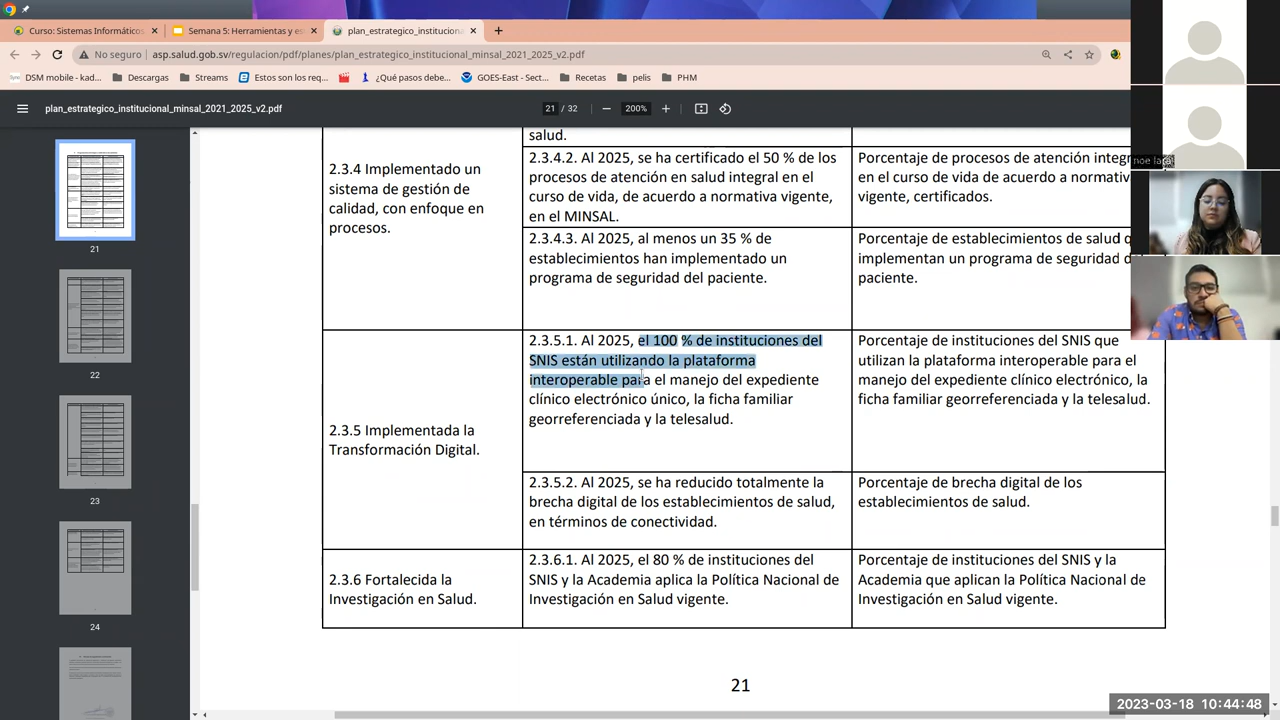 Curso: Sistemas Informáticos
Semana 5: Herramientas y es
plan_estrategico_institucional_
No seguro
asp.salud.gob.sv/regulacion/pdf/planes/plan_estrategico_institucional_minsal_2021_2025_v2.pdf
DSM mobile - kad...
Descargas
Streams
Estos son los req...
¿Qué pasos debe...
GOES-East - Sect...
Recetas
pelis
PHM
plan_estrategico_institucional_minsal_2021_2025_v2.pdf
21 / 32
200%
21
22
23
24
salud.
2.3.4 Implementado un
sistema de gestión de
calidad, con enfoque en
procesos.
2.3.4.2. Al 2025, se ha certificado el 50 % de los
procesos de atención en salud integral en el
curso de vida, de acuerdo a normativa vigente,
en el MINSAL.
Porcentaje de procesos de atención integr
en el curso de vida de acuerdo a normativ
vigente, certificados.
2.3.4.3. Al 2025, al menos un 35 % de
establecimientos han implementado un
programa de seguridad del paciente.
Porcentaje de establecimientos de salud q
implementan un programa de seguridad d
paciente.
2.3.5 Implementada la
Transformación Digital.
2.3.5.1. Al 2025, el 100 % de instituciones del
SNIS están utilizando la plataforma
interoperable para el manejo del expediente
clínico electrónico único, la ficha familiar
georreferenciada y la telesalud.
Porcentaje de instituciones del SNIS que
utilizan la plataforma interoperable para el
manejo del expediente clínico electrónico, la
ficha familiar georreferenciada y la telesalud.
2.3.5.2. Al 2025, se ha reducido totalmente la
brecha digital de los establecimientos de salud,
en términos de conectividad.
Porcentaje de brecha digital de los
establecimientos de salud.
2.3.6 Fortalecida la
Investigación en Salud.
2.3.6.1. Al 2025, el 80 % de instituciones del
SNIS y la Academia aplica la Política Nacional de
Investigación en Salud vigente.
Porcentaje de instituciones del SNIS y la
Academia que aplican la Política Nacional de
Investigación en Salud vigente.
21
2023-03-18 10:44:48